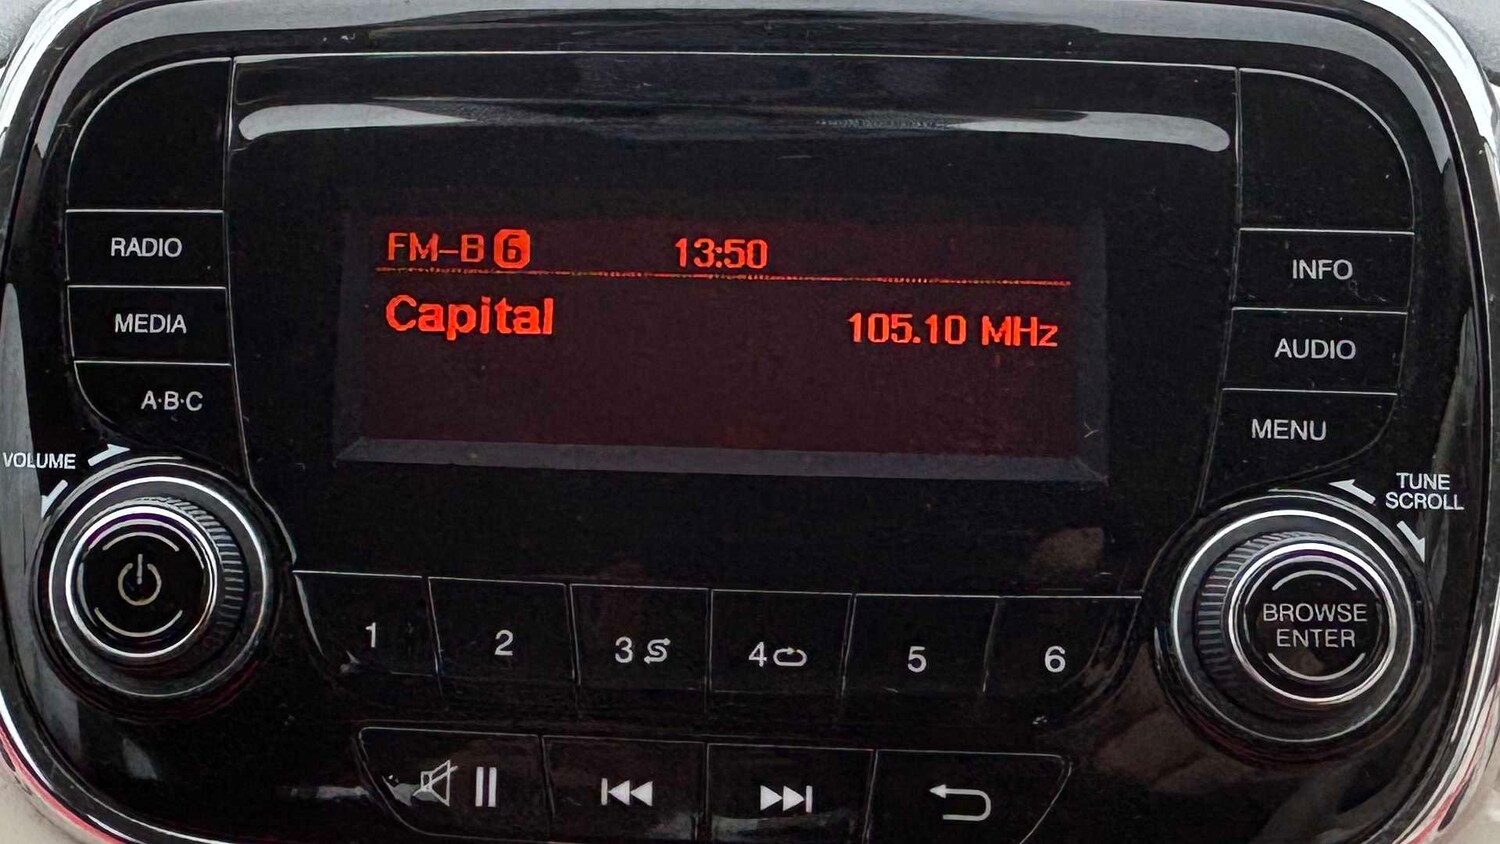 FM-B 6 13:50
Capital 105.10 MHz
RADIO
MEDIA
A·B·C
VOLUME
INFO
AUDIO
MENU
TUNE
SCROLL
BROWSE
ENTER
1 2 3 4 5 6